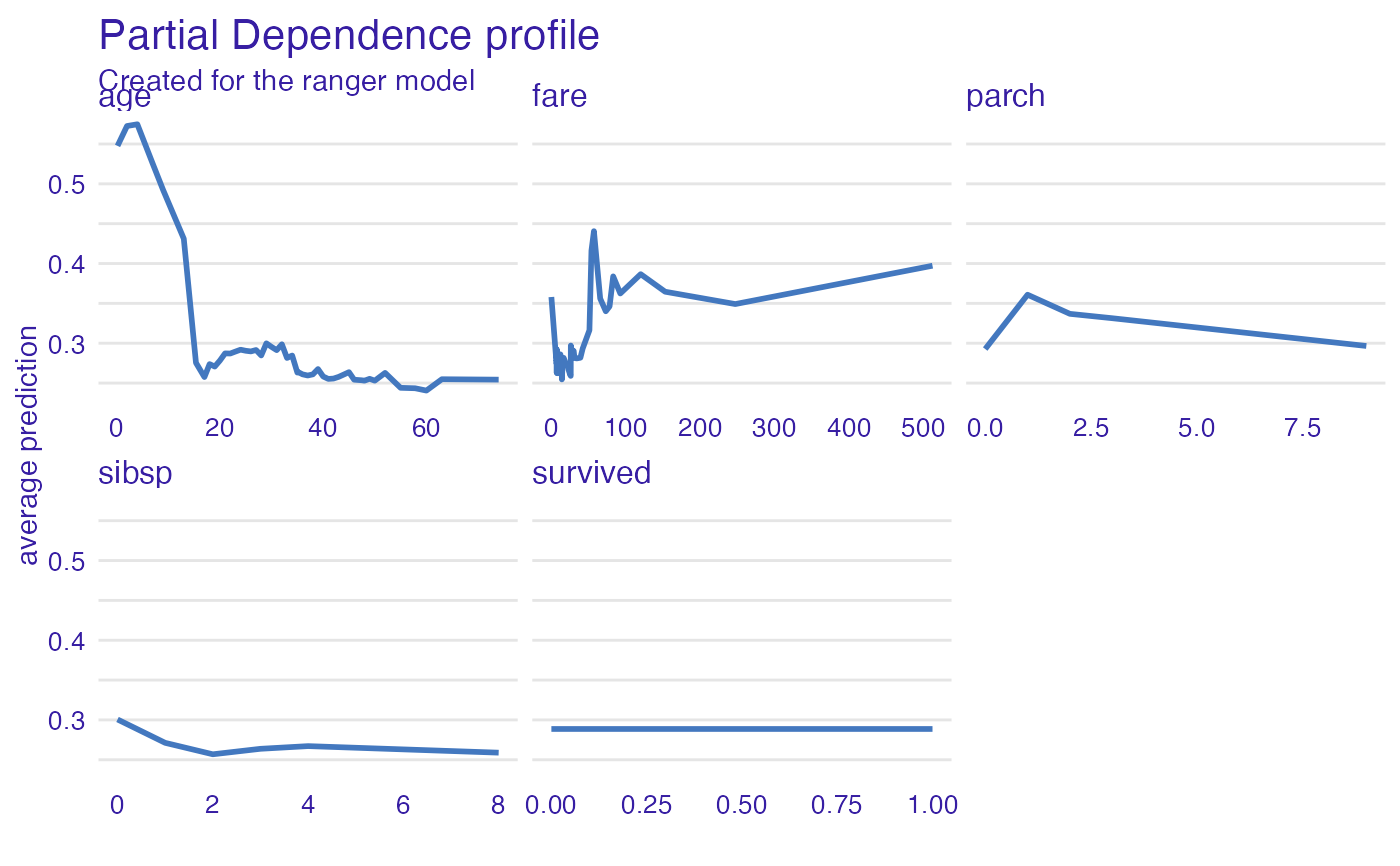 Partial Dependence profile
Created for the ranger model
age
fare
parch
0.5
0.4
0.3
0 20 40 60
0 100 200 300 400 500
0.0 2.5 5.0 7.5
average prediction
sibsp
survived
0.5
0.4
0.3
0 2 4 6 8
0.00 0.25 0.50 0.75 1.00